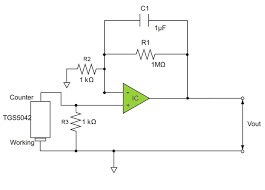 C1
1μF
R1
1MΩ
R2
1 kΩ
-
+
IC
Counter
TGS5042
R3
1 kΩ
Working
Vout